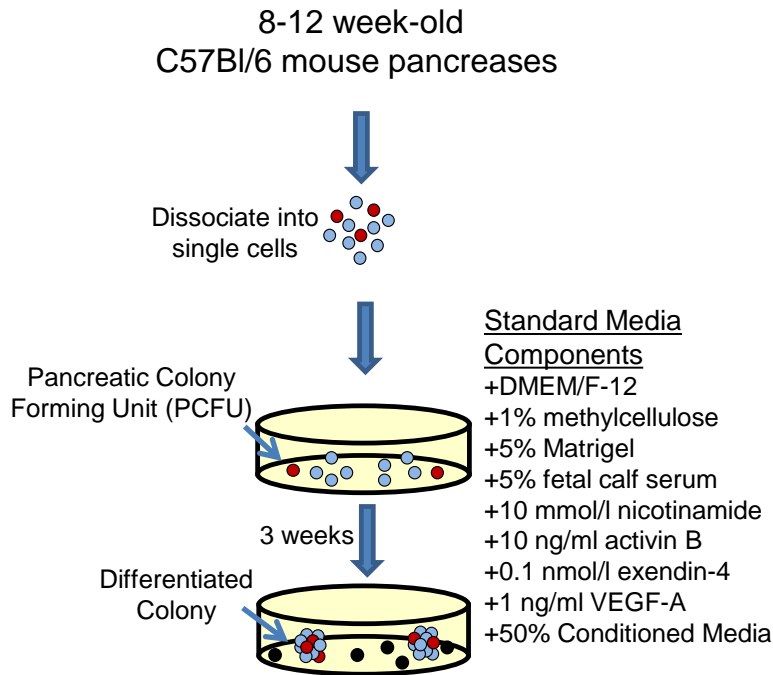 8-12 week-old
C57Bl/6 mouse pancreases
Dissociate into
single cells
Pancreatic Colony
Forming Unit (PCFU)
3 weeks
Differentiated
Colony
Standard Media
Components
+DMEM/F-12
+1% methylcellulose
+5% Matrigel
+5% fetal calf serum
+10 mmol/l nicotinamide
+10 ng/ml activin B
+0.1 nmol/l exendin-4
+1 ng/ml VEGF-A
+50% Conditioned Media